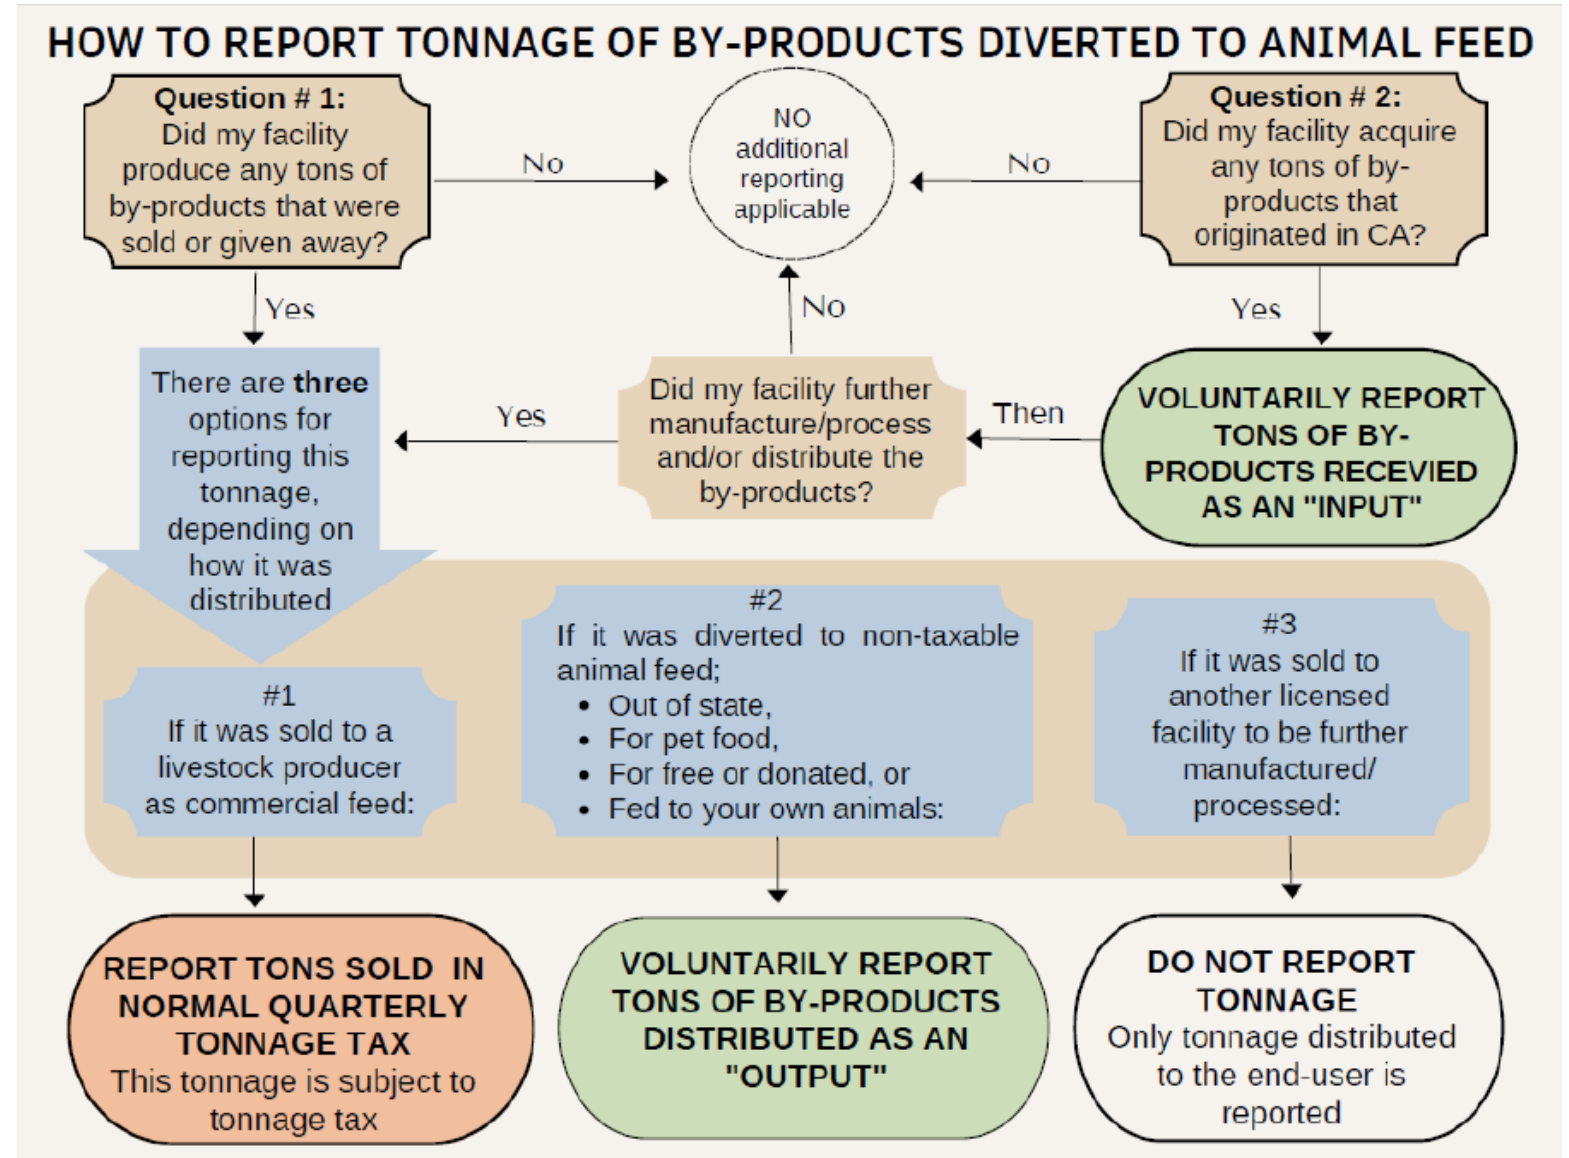 HOW TO REPORT TONNAGE OF BY-PRODUCTS DIVERTED TO ANIMAL FEED
Question # 1:
Did my facility
produce any tons of
by-products that were
sold or given away?
No
NO
additional
reporting
applicable
No
Question # 2:
Did my facility acquire
any tons of by-
products that
originated in CA?
Yes
No
Yes
There are three
options for
reporting this
tonnage,
depending on
how it was
distributed
Yes
Did my facility further
manufacture/process
and/or distribute the
by-products?
Then
VOLUNTARILY REPORT
TONS OF BY-
PRODUCTS RECEVIED
AS AN "INPUT"
#1
If it was sold to a
livestock producer
as commercial feed:
#2
If it was diverted to non-taxable
animal feed;
• Out of state,
• For pet food,
• For free or donated, or
• Fed to your own animals:
#3
If it was sold to
another licensed
facility to be further
manufactured/
processed:
REPORT TONS SOLD IN
NORMAL QUARTERLY
TONNAGE TAX
This tonnage is subject to
tonnage tax
VOLUNTARILY REPORT
TONS OF BY-PRODUCTS
DISTRIBUTED AS AN
"OUTPUT"
DO NOT REPORT
TONNAGE
Only tonnage distributed
to the end-user is
reported